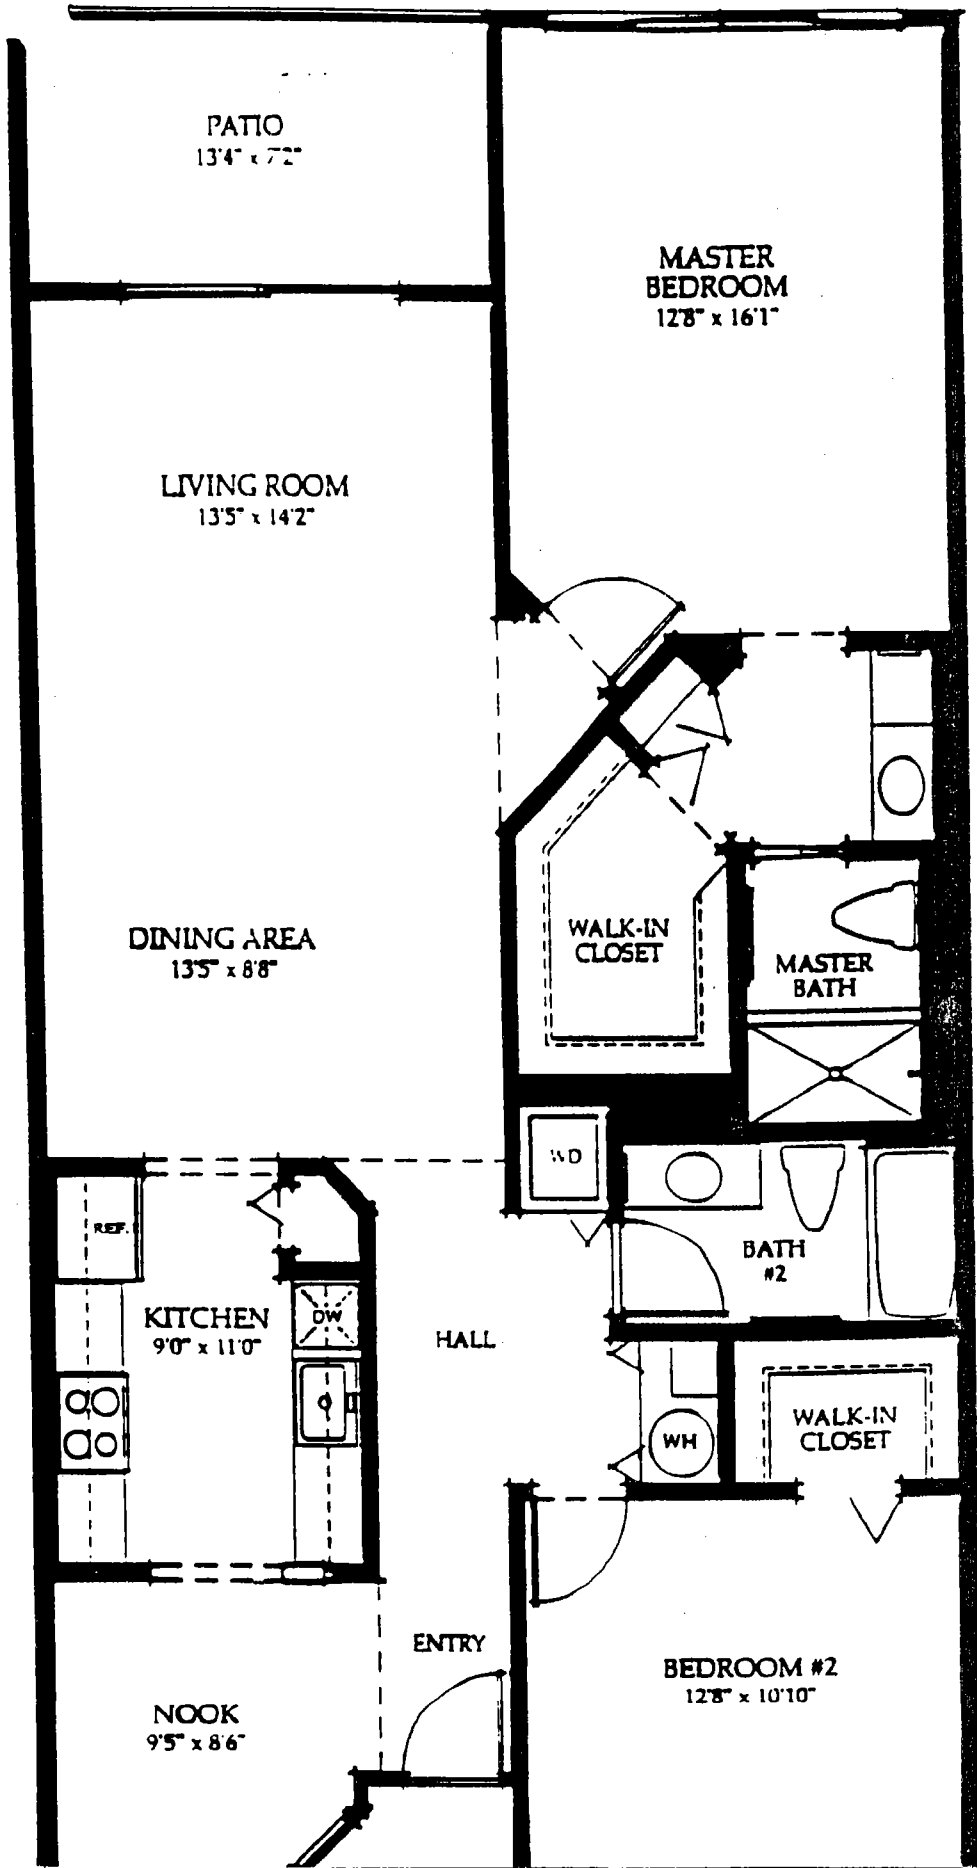 PATIO
13'4" x 7'2"
MASTER
BEDROOM
12'8" x 16'1"
LIVING ROOM
13'5" x 14'2"
DINING AREA
13'5" x 8'8"
WALK-IN
CLOSET
MASTER
BATH
WD
REF.
BATH
#2
KITCHEN
9'0" x 11'0"
DW
HALL
WALK-IN
CLOSET
WH
ENTRY
BEDROOM #2
12'8" x 10'10"
NOOK
9'5" x 8'6"